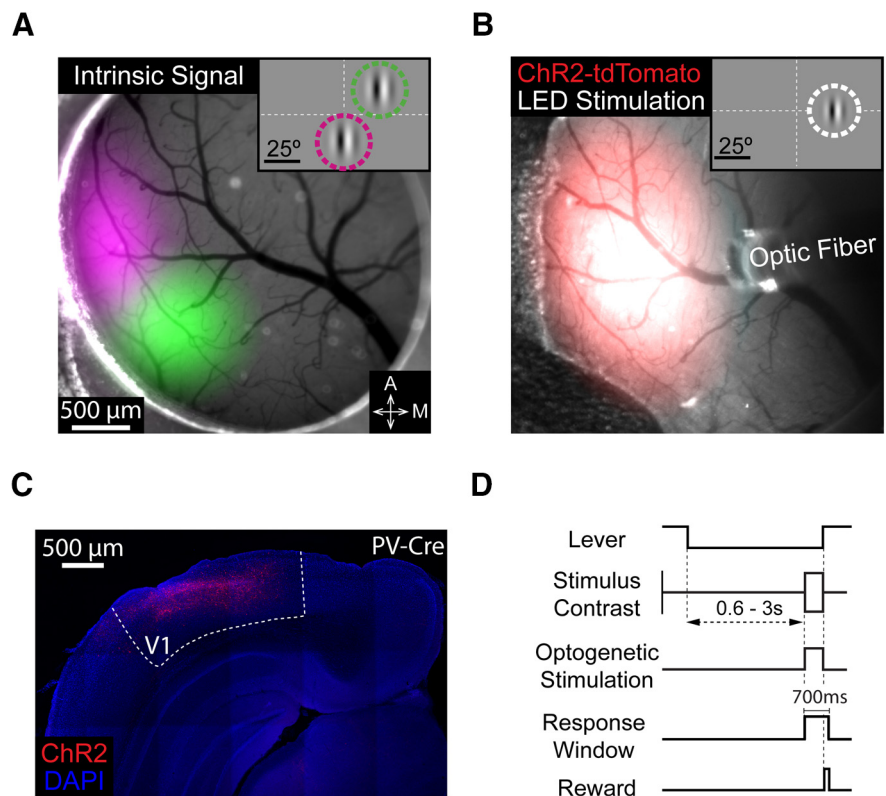 A
Intrinsic Signal
25º
500 µm
A
M
B
ChR2-tdTomato
LED Stimulation
25º
Optic Fiber
C
500 µm
PV-Cre
V1
ChR2
DAPI
D
Lever
Stimulus
Contrast
0.6 - 3s
Optogenetic
Stimulation
700ms
Response
Window
Reward